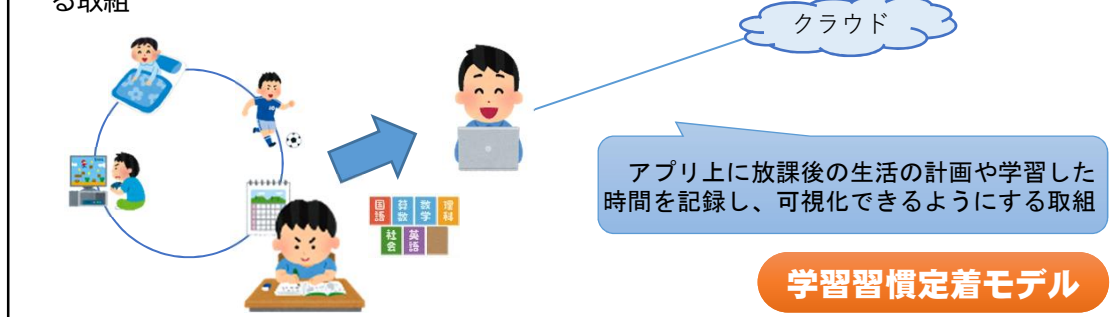 る取組
クラウド
国語 算数 数学 理科
社会 英語
アプリ上に放課後の生活の計画や学習した
時間を記録し、可視化できるようにする取組
学習習慣定着モデル